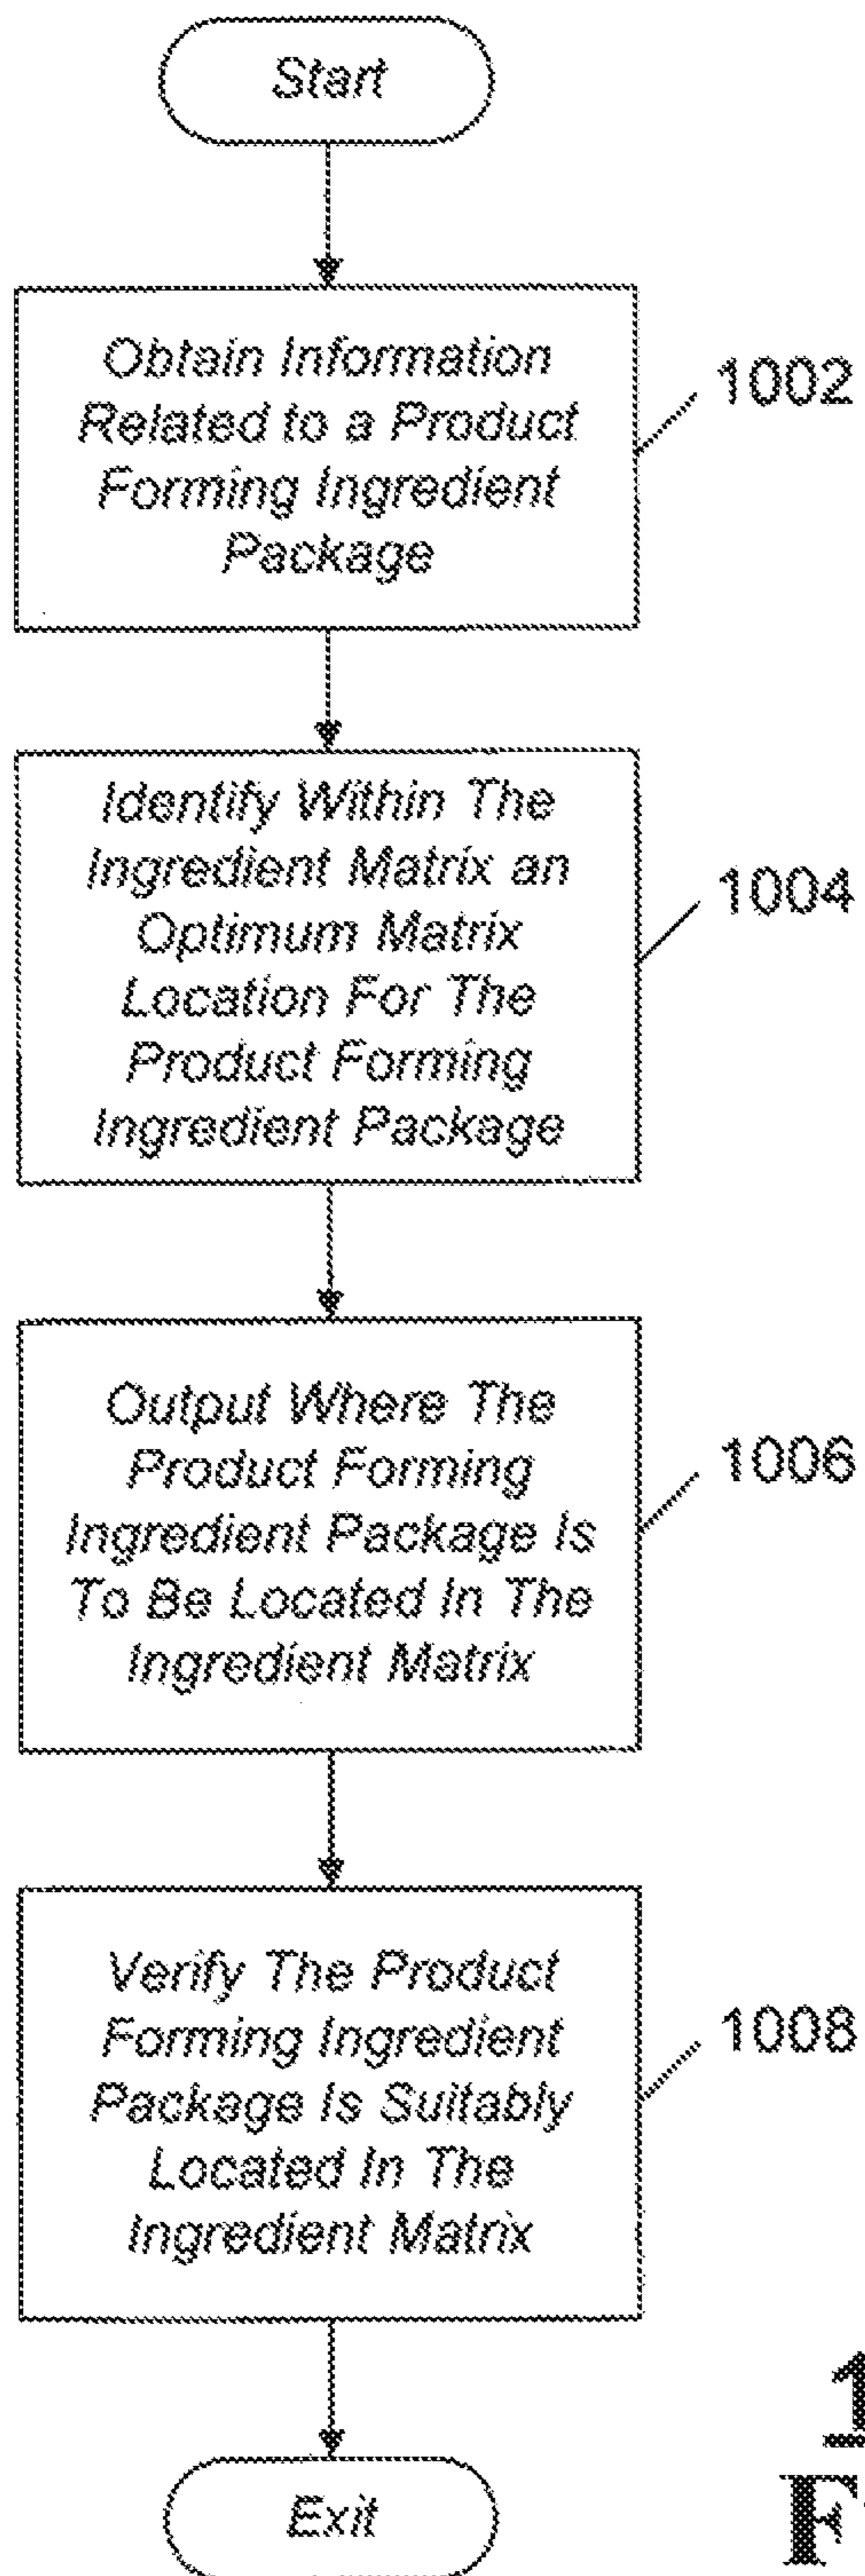 Start
Obtain Information
Related to a Product
Forming Ingredient
Package
1002
Identify Within The
Ingredient Matrix an
Optimum Matrix
Location For The
Product Forming
Ingredient Package
1004
Output Where The
Product Forming
Ingredient Package Is
To Be Located In The
Ingredient Matrix
1006
Verify The Product
Forming Ingredient
Package Is Suitably
Located In The
Ingredient Matrix
1008
Exit